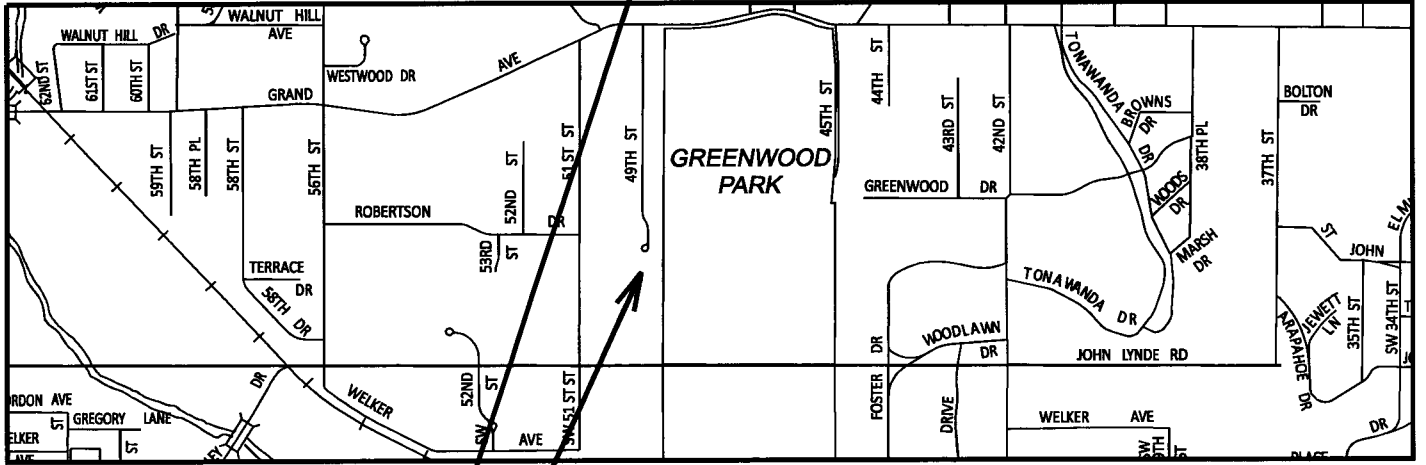 WALNUT HILL
AVE
WALNUT HILL DR
62ND ST
61ST ST
60TH ST
WESTWOOD DR
GRAND AVE
59TH ST
58TH PL
58TH ST
56TH ST
ROBERTSON DR
53RD ST
52ND ST
51 ST ST
49TH ST
GREENWOOD
PARK
45TH ST
44TH ST
43RD ST
42ND ST
GREENWOOD DR
TONAWANDA DR
BROWNS DR
WOODS DR
38TH PL
MARSH DR
37TH ST
BOLTON
DR
TERRACE
DR
58TH DR
TONAWANDA DR
WOODLAWN
DR
JOHN LYNDE RD
FOSTER DR
DRIVE
JOHN ST
ARAPAHOE DR
JEWETT LN
35TH ST
SW 34TH ST
DR
WELKER AVE
SW 52ND ST
SW 51 ST ST
GREGORY LANE
ST
ST
AVE
DR
WELKER AVE
SW
ST
DR